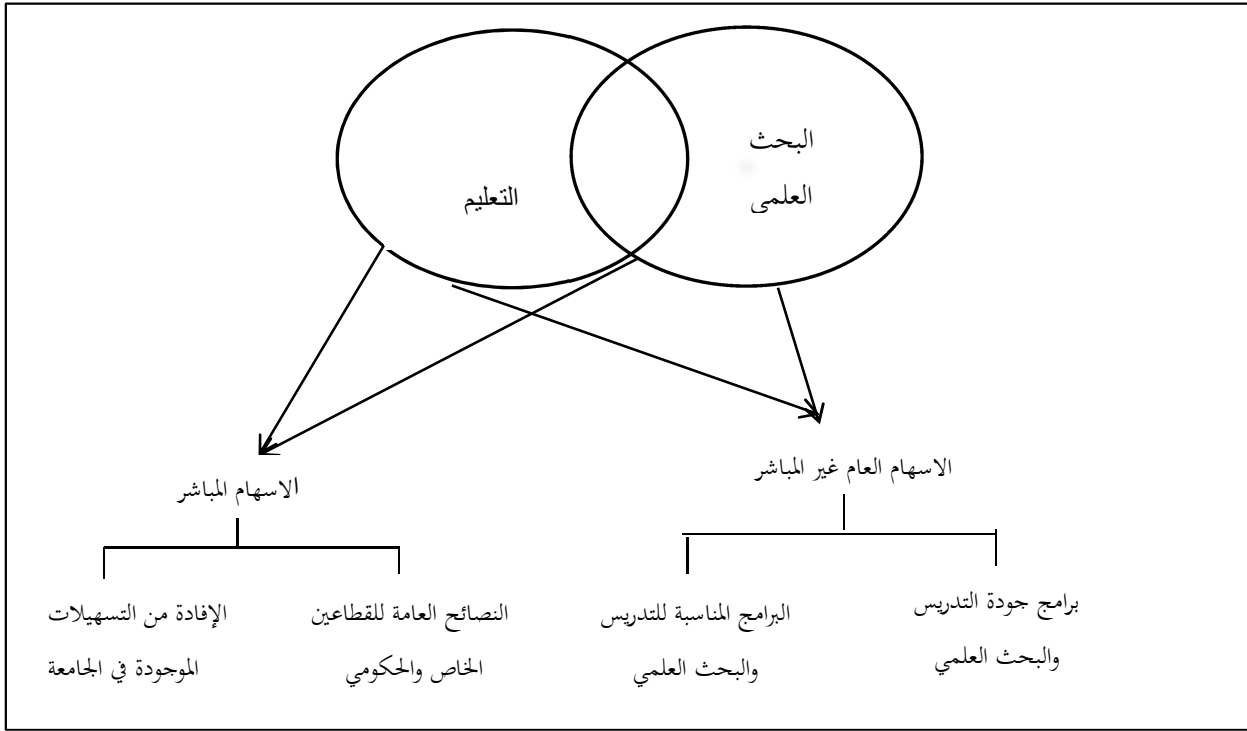 البحث
العلمي
التعليم
الاسهام العام غير المباشر
الاسهام المباشر
برامج جودة التدريس
والبحث العلمي
البرامج المناسبة للتدريس
والبحث العلمي
النصائح العامة للقطاعين
الخاص والحكومي
الإفادة من التسهيلات
الموجودة في الجامعة